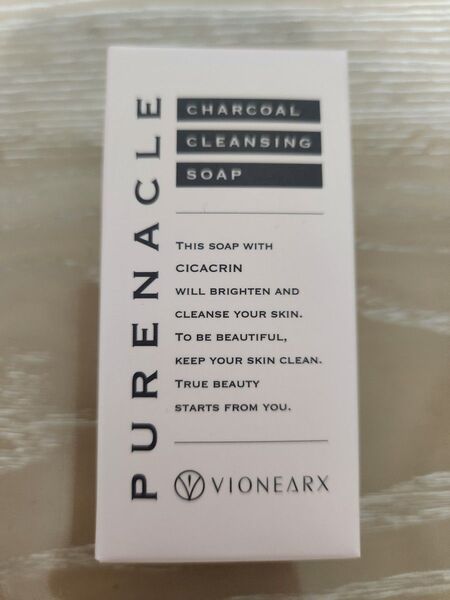 PURENACLE
CHARCOAL
CLEANSING
SOAP
THIS SOAP WITH
CICACRIN
WILL BRIGHTEN AND
CLEANSE YOUR SKIN.
TO BE BEAUTIFUL,
KEEP YOUR SKIN CLEAN.
TRUE BEAUTY
STARTS FROM YOU.
VIONEARX